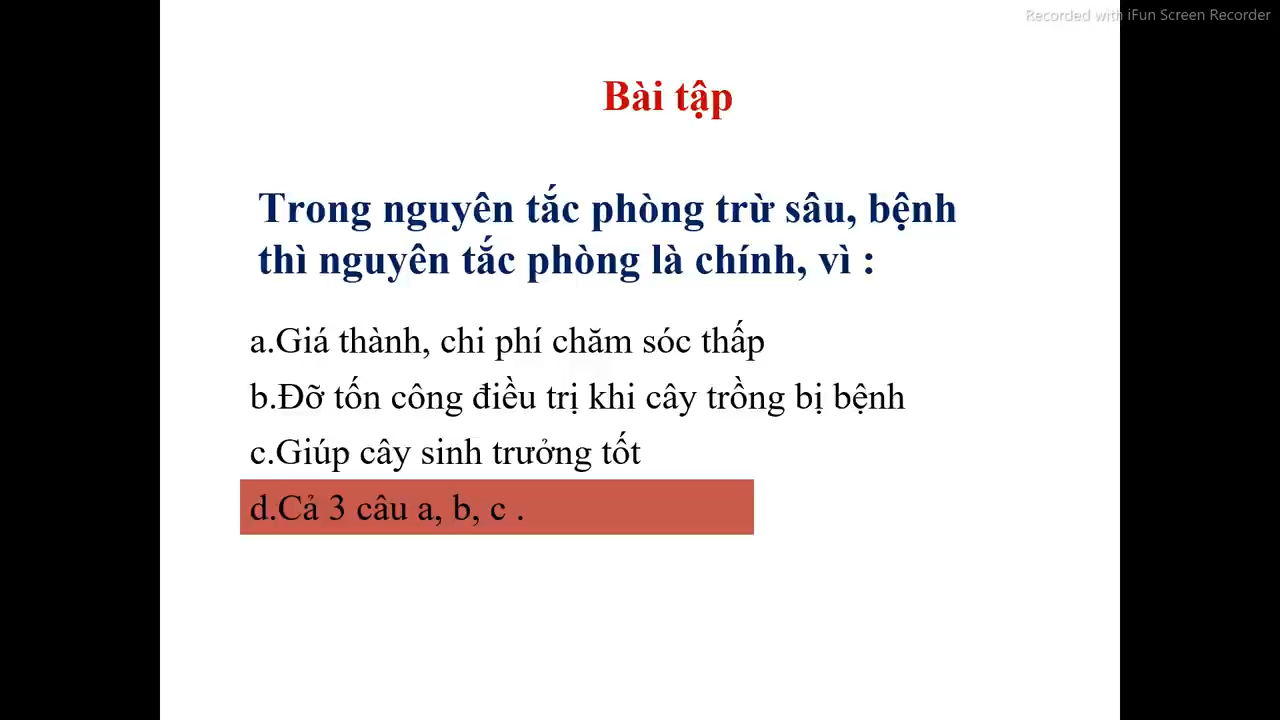 Recorded with iFun Screen Recorder
Bài tập
Trong nguyên tắc phòng trừ sâu, bệnh
thì nguyên tắc phòng là chính, vì :
a.Giá thành, chi phí chăm sóc thấp
b.Đỡ tốn công điều trị khi cây trồng bị bệnh
c.Giúp cây sinh trưởng tốt
d.Cả 3 câu a, b, c .